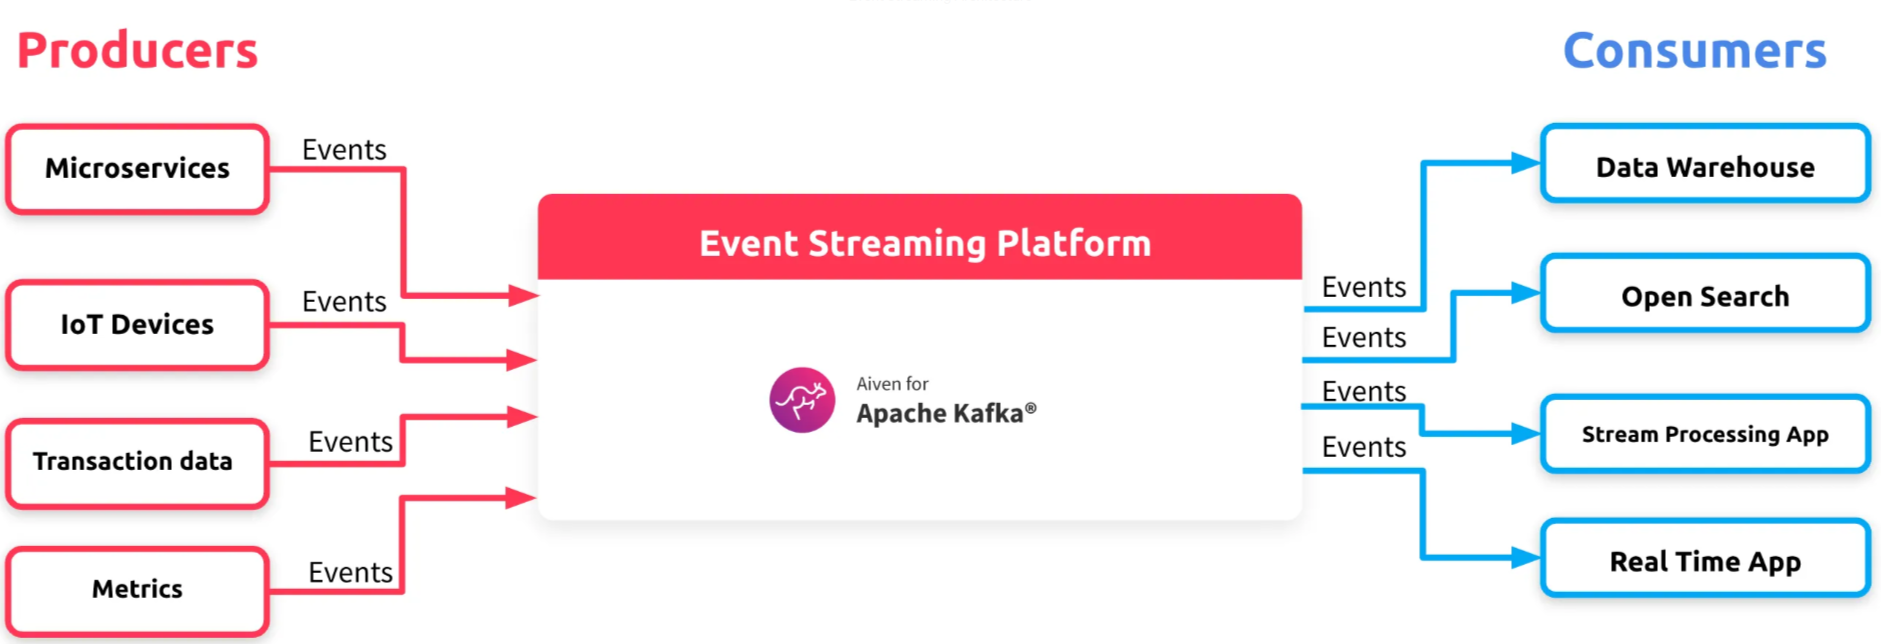 Producers
Consumers
Microservices
Events
IoT Devices
Events
Transaction data
Events
Metrics
Events
Event Streaming Platform
Aiven for
Apache Kafka®
Events
Events
Events
Events
Data Warehouse
Open Search
Stream Processing App
Real Time App